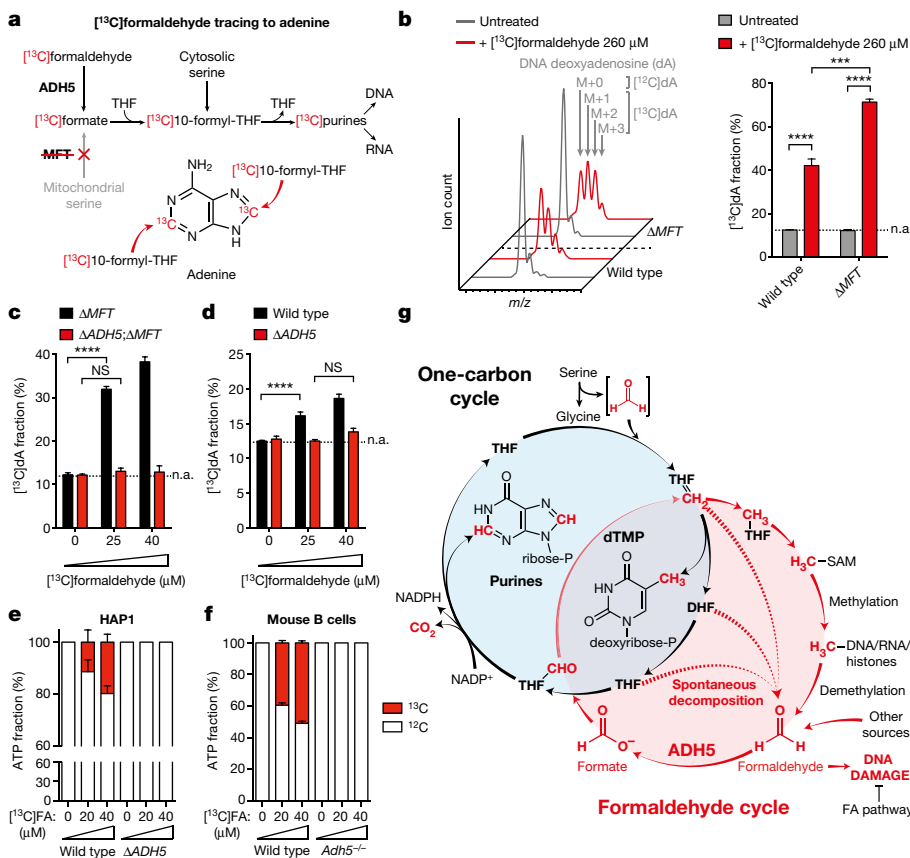 a
[¹³C]formaldehyde tracing to adenine
[¹³C]formaldehyde
Cytosolic
serine
ADH5
THF
THF
DNA
[¹³C]formate
[¹³C]10-formyl-THF
[¹³C]purines
RNA
MFT
Mitochondrial
serine
NH₂
[¹³C]10-formyl-THF
N
N
¹³C
¹³C
N
N
H
[¹³C]10-formyl-THF
Adenine
b
Untreated
+ [¹³C]formaldehyde 260 μM
DNA deoxyadenosine (dA)
M+0
[¹²C]dA
M+1
M+2
[¹³C]dA
M+3
Ion count
ΔMFT
Wild type
m/z
Untreated
+ [¹³C]formaldehyde 260 μM
[¹³C]dA fraction (%)
80
60
40
20
0
***
****
****
n.a
Wild type
ΔMFT
c
ΔMFT
ΔADH5;ΔMFT
[¹³C]dA fraction (%)
40
30
20
10
0
****
NS
n.a.
0
25
40
[¹³C]formaldehyde (μM)
d
Wild type
ΔADH5
[¹³C]dA fraction (%)
25
20
15
10
5
0
****
NS
n.a.
0
25
40
[¹³C]formaldehyde (μM)
e
HAP1
ATP fraction (%)
100
80
60
60
30
0
[¹³C]FA:
(μM)
0
20
40
0
20
40
Wild type
ΔADH5
f
Mouse B cells
ATP fraction (%)
100
80
60
40
20
0
0
20
40
0
20
40
Wild type
Adh5⁻/⁻
¹³C
¹²C
g
One-carbon
cycle
Serine
Glycine
O
H
H
THF
THF
CH₂
CH₃
THF
H₃C–SAM
Methylation
H₃C–DNA/RNA/
histones
Demethylation
Other
sources
O
HN
N
HC
CH
N
N
ribose-P
Purines
dTMP
O
HN
CH₃
O
N
deoxyribose-P
DHF
NADPH
CO₂
NADP⁺
CHO
THF
THF
Spontaneous
decomposition
O
H
O⁻
Formate
ADH5
O
H
H
Formaldehyde
DNA
DAMAGE
FA pathway
Formaldehyde cycle